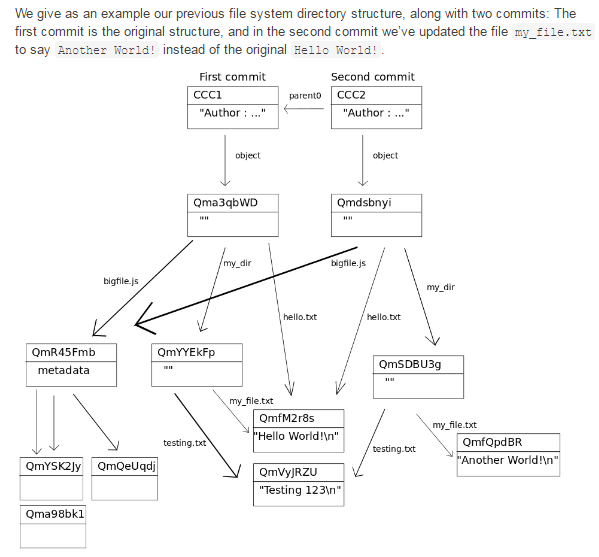 We give as an example our previous file system directory structure, along with two commits: The
first commit is the original structure, and in the second commit we've updated the file my_file.txt
to say Another World! instead of the original Hello World!.
First commit
Second commit
CCC1
parent0
CCC2
"Author : ..."
"Author : ..."
object
object
Qma3qbWD
Qmdsbnyi
""
""
my_dir
bigfile.js
bigfile.js
my_dir
hello.txt
hello.txt
QmR45Fmb
QmYYEkFp
metadata
""
QmSDBU3g
""
my_file.txt
QmfM2r8s
"Hello World!\n"
my_file.txt
testing.txt
testing.txt
QmfQpdBR
"Another World!\n"
QmYSK2Jy
QmQeUqdj
QmVyJRZU
"Testing 123\n"
Qma98bk1